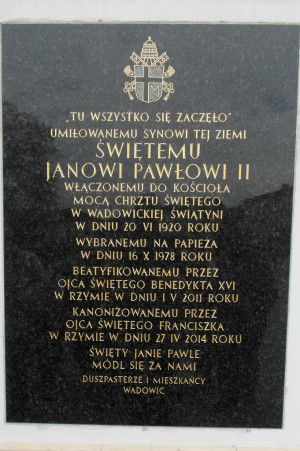 „TU WSZYSTKO SIĘ ZACZĘŁO”
UMIŁOWANEMU SYNOWI TEJ ZIEMI
ŚWIĘTEMU
JANOWI PAWŁOWI II
WŁĄCZONEMU DO KOŚCIOŁA
MOCĄ CHRZTU ŚWIĘTEGO
W WADOWICKIEJ ŚWIĄTYNI
W DNIU 20 VI 1920 ROKU
WYBRANEMU NA PAPIEŻA
W DNIU 16 X 1978 ROKU
BEATYFIKOWANEMU PRZEZ
OJCA ŚWIĘTEGO BENEDYKTA XVI
W RZYMIE W DNIU 1 V 2011 ROKU
KANONIZOWANEMU PRZEZ
OJCA ŚWIĘTEGO FRANCISZKA
W RZYMIE W DNIU 27 IV 2014 ROKU
ŚWIĘTY JANIE PAWLE
MÓDL SIĘ ZA NAMI
DUSZPASTERZE I MIESZKAŃCY
WADOWIC